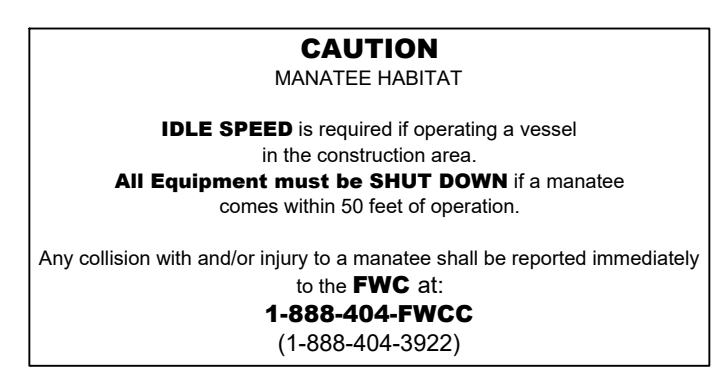 CAUTION
MANATEE HABITAT
IDLE SPEED is required if operating a vessel
in the construction area.
All Equipment must be SHUT DOWN if a manatee
comes within 50 feet of operation.
Any collision with and/or injury to a manatee shall be reported immediately
to the FWC at:
1-888-404-FWCC
(1-888-404-3922)